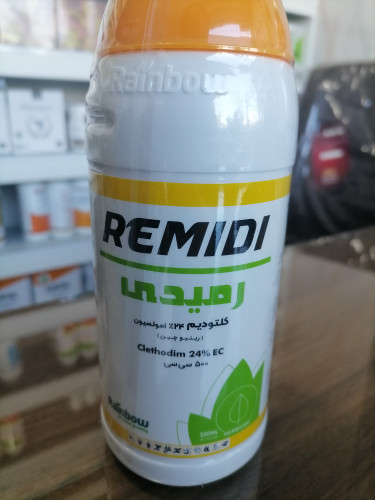 Rainbow
REMIDI
رمیدی
کلتودیم ۲۴٪ امولسیون
(رینبو چین)
Clethodim 24% EC
۵۰۰ سی‌سی
Rainbow